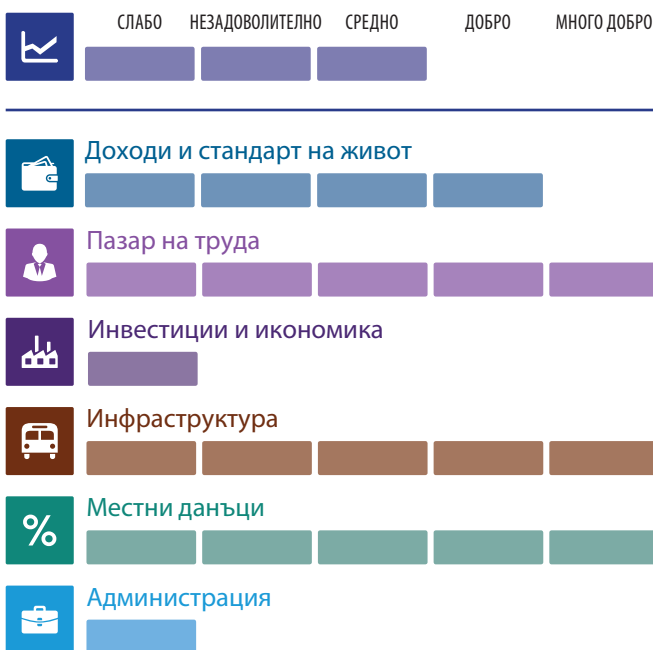 СЛАБО НЕЗАДОВОЛИТЕЛНО СРЕДНО ДОБРО МНОГО ДОБРО
Доходи и стандарт на живот
Пазар на труда
Инвестиции и икономика
Инфраструктура
Местни данъци
%
Администрация